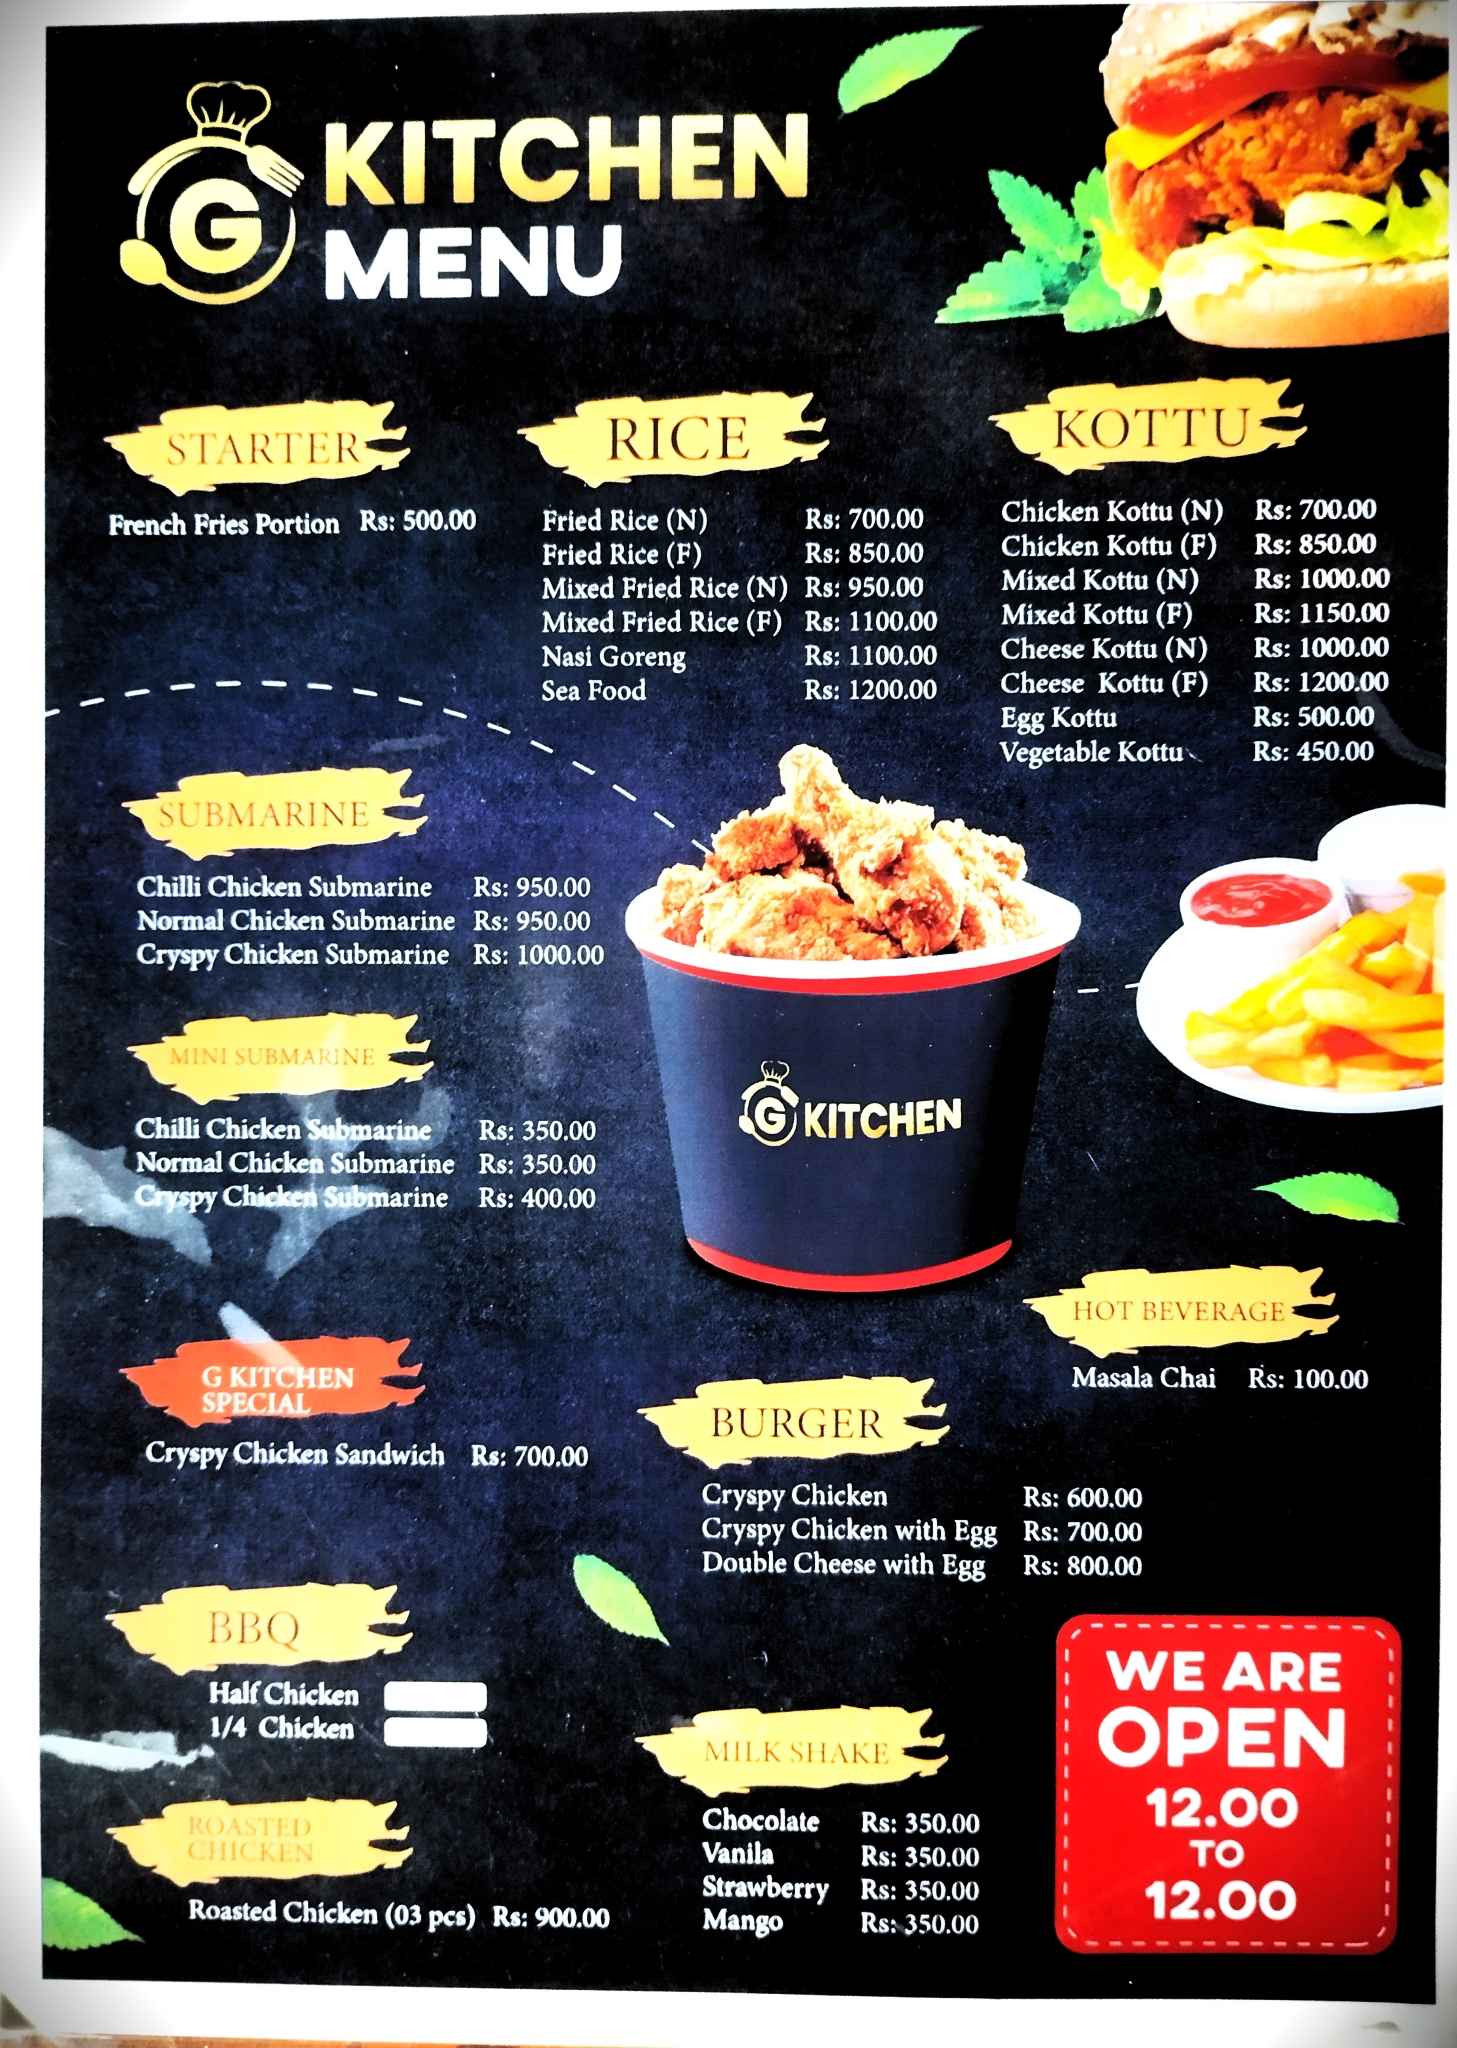 G
KITCHEN
MENU
STARTER
French Fries Portion Rs: 500.00
RICE
Fried Rice (N) Rs: 700.00
Fried Rice (F) Rs: 850.00
Mixed Fried Rice (N) Rs: 950.00
Mixed Fried Rice (F) Rs: 1100.00
Nasi Goreng Rs: 1100.00
Sea Food Rs: 1200.00
KOTTU
Chicken Kottu (N) Rs: 700.00
Chicken Kottu (F) Rs: 850.00
Mixed Kottu (N) Rs: 1000.00
Mixed Kottu (F) Rs: 1150.00
Cheese Kottu (N) Rs: 1000.00
Cheese Kottu (F) Rs: 1200.00
Egg Kottu Rs: 500.00
Vegetable Kottu Rs: 450.00
SUBMARINE
Chilli Chicken Submarine Rs: 950.00
Normal Chicken Submarine Rs: 950.00
Cryspy Chicken Submarine Rs: 1000.00
MINI SUBMARINE
Chilli Chicken Submarine Rs: 350.00
Normal Chicken Submarine Rs: 350.00
Cryspy Chicken Submarine Rs: 400.00
G KITCHEN
G KITCHEN
SPECIAL
Cryspy Chicken Sandwich Rs: 700.00
HOT BEVERAGE
Masala Chai Rs: 100.00
BURGER
Cryspy Chicken Rs: 600.00
Cryspy Chicken with Egg Rs: 700.00
Double Cheese with Egg Rs: 800.00
BBQ
Half Chicken
1/4 Chicken
ROASTED
CHICKEN
Roasted Chicken (03 pcs) Rs: 900.00
MILK SHAKE
Chocolate Rs: 350.00
Vanila Rs: 350.00
Strawberry Rs: 350.00
Mango Rs: 350.00
WE ARE
OPEN
12.00
TO
12.00